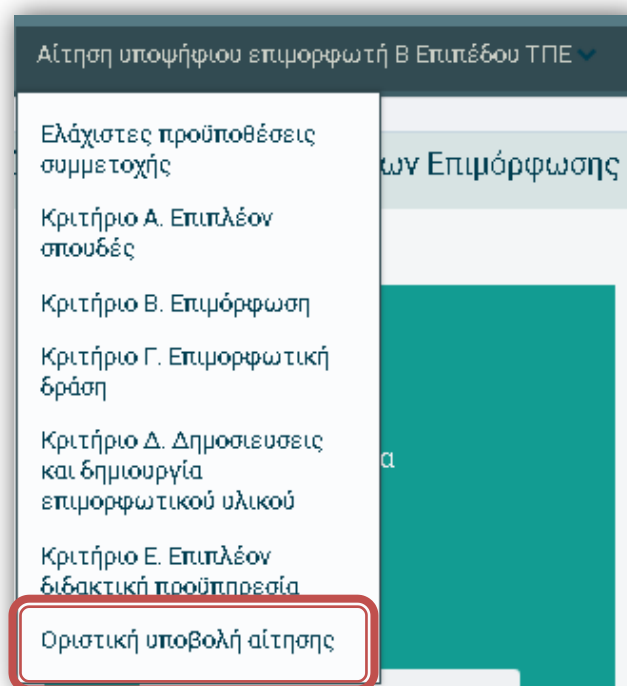 Αίτηση υποψήφιου επιμορφωτή Β Επιπέδου ΤΠΕ
Ελάχιστες προϋποθέσεις
συμμετοχής
ων Επιμόρφωσης
Κριτήριο Α. Επιπλέον
σπουδές
Κριτήριο Β. Επιμόρφωση
Κριτήριο Γ. Επιμορφωτική
δράση
Κριτήριο Δ. Δημοσιευσεις
και δημιουργία
α
επιμορφωτικού υλικού
Κριτήριο Ε. Επιπλέον
διδακτική προϋπηρεσία
Οριστική υποβολή αίτησης